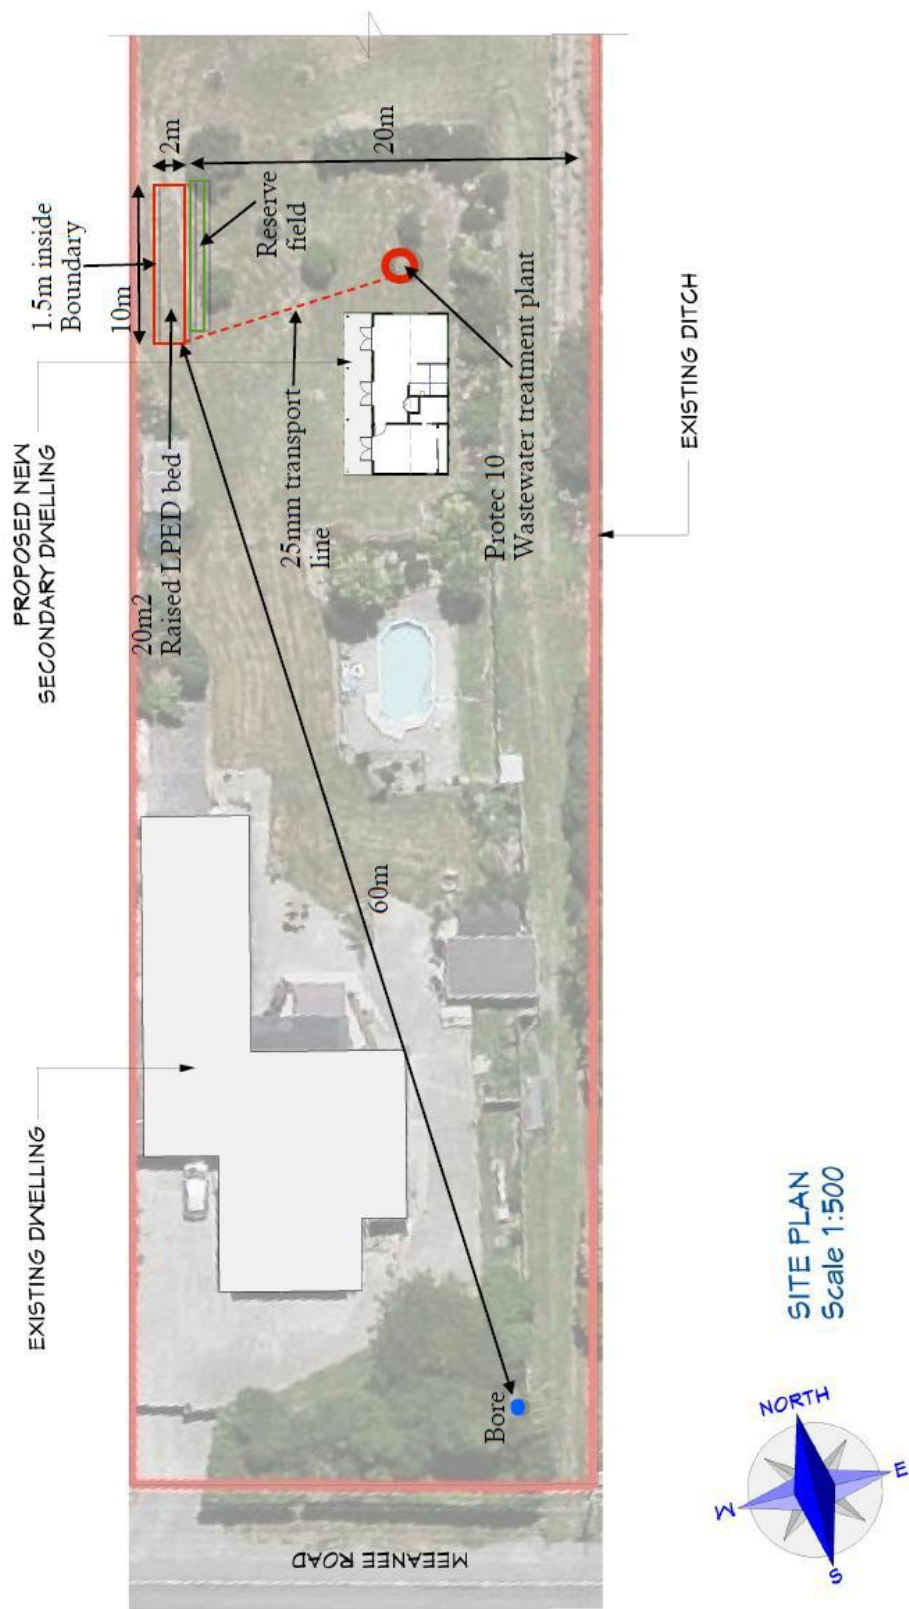 1.5m inside
Boundary
10m
2m
20m
Reserve
field
PROPOSED NEW
SECONDARY DWELLING
20m2
Raised LPED bed
25mm transport
line
Protec 10
Wastewater treatment plant
EXISTING DITCH
60m
EXISTING DWELLING
Bore
MEEANEE ROAD
SITE PLAN
Scale 1:500
NORTH
W
E
S